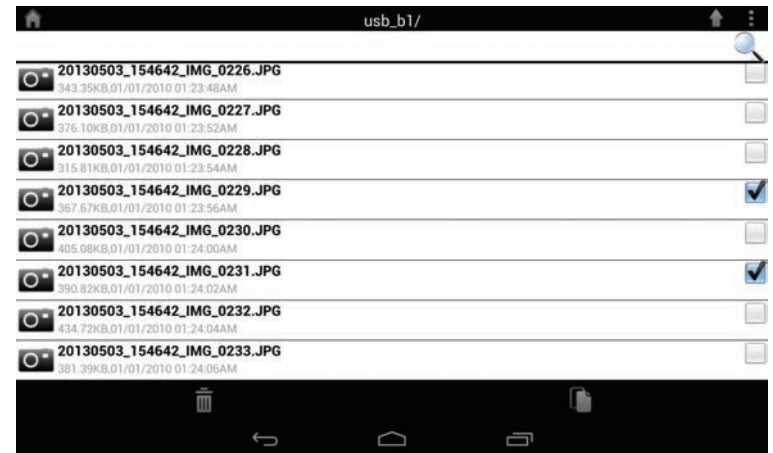 usb_b1/
20130503_154642_IMG_0226.JPG
343.35KB,01/01/2010 01:23:48AM
20130503_154642_IMG_0227.JPG
376.10KB,01/01/2010 01:23:52AM
20130503_154642_IMG_0228.JPG
315.81KB,01/01/2010 01:23:54AM
20130503_154642_IMG_0229.JPG
367.67KB,01/01/2010 01:23:56AM
20130503_154642_IMG_0230.JPG
405.08KB,01/01/2010 01:24:00AM
20130503_154642_IMG_0231.JPG
390.82KB,01/01/2010 01:24:02AM
20130503_154642_IMG_0232.JPG
434.72KB,01/01/2010 01:24:04AM
20130503_154642_IMG_0233.JPG
381.39KB,01/01/2010 01:24:06AM